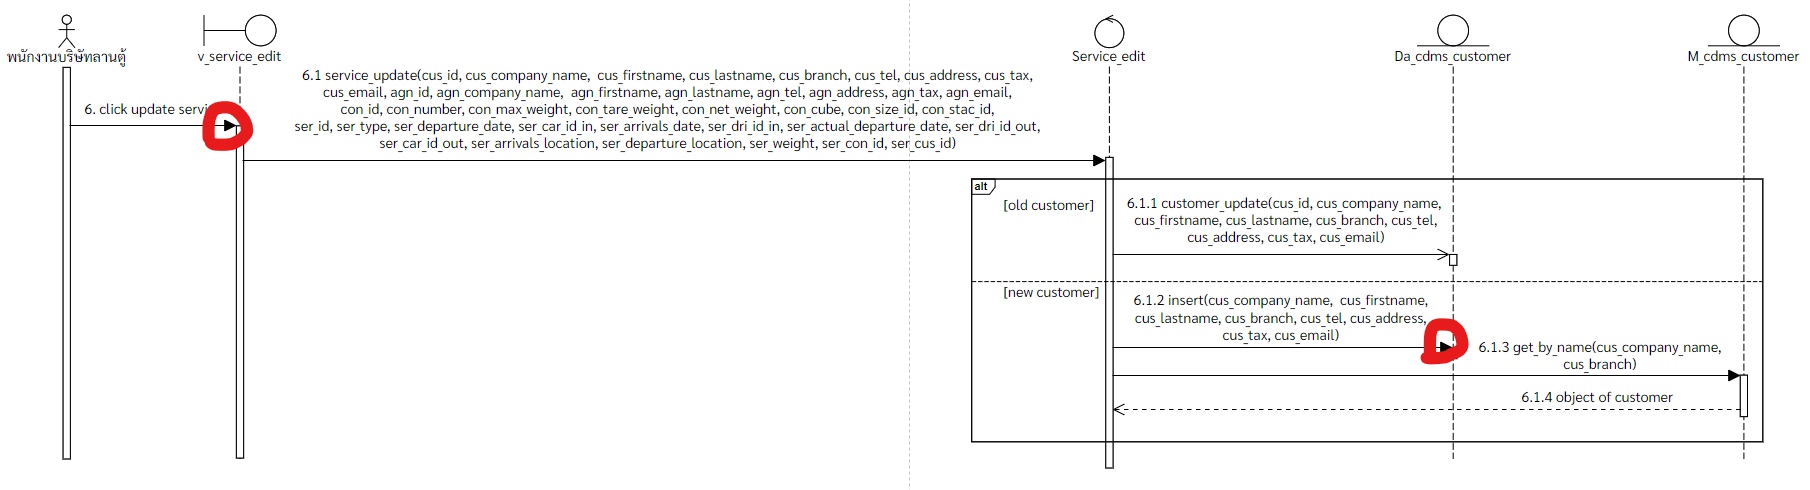 พนักงานบริษัทลานตู้
v_service_edit
Service_edit
Da_cdms_customer
M_cdms_customer
6. click update servi
6.1 service_update(cus_id, cus_company_name, cus_firstname, cus_lastname, cus_branch, cus_tel, cus_address, cus_tax,
cus_email, agn_id, agn_company_name, agn_firstname, agn_lastname, agn_tel, agn_address, agn_tax, agn_email,
con_id, con_number, con_max_weight, con_tare_weight, con_net_weight, con_cube, con_size_id, con_stac_id,
ser_id, ser_type, ser_departure_date, ser_car_id_in, ser_arrivals_date, ser_dri_id_in, ser_actual_departure_date, ser_dri_id_out,
ser_car_id_out, ser_arrivals_location, ser_departure_location, ser_weight, ser_con_id, ser_cus_id)
alt
[old customer]
6.1.1 customer_update(cus_id, cus_company_name,
cus_firstname, cus_lastname, cus_branch, cus_tel,
cus_address, cus_tax, cus_email)
[new customer]
6.1.2 insert(cus_company_name, cus_firstname,
cus_lastname, cus_branch, cus_tel, cus_address,
cus_tax, cus_email)
6.1.3 get_by_name(cus_company_name,
cus_branch)
6.1.4 object of customer